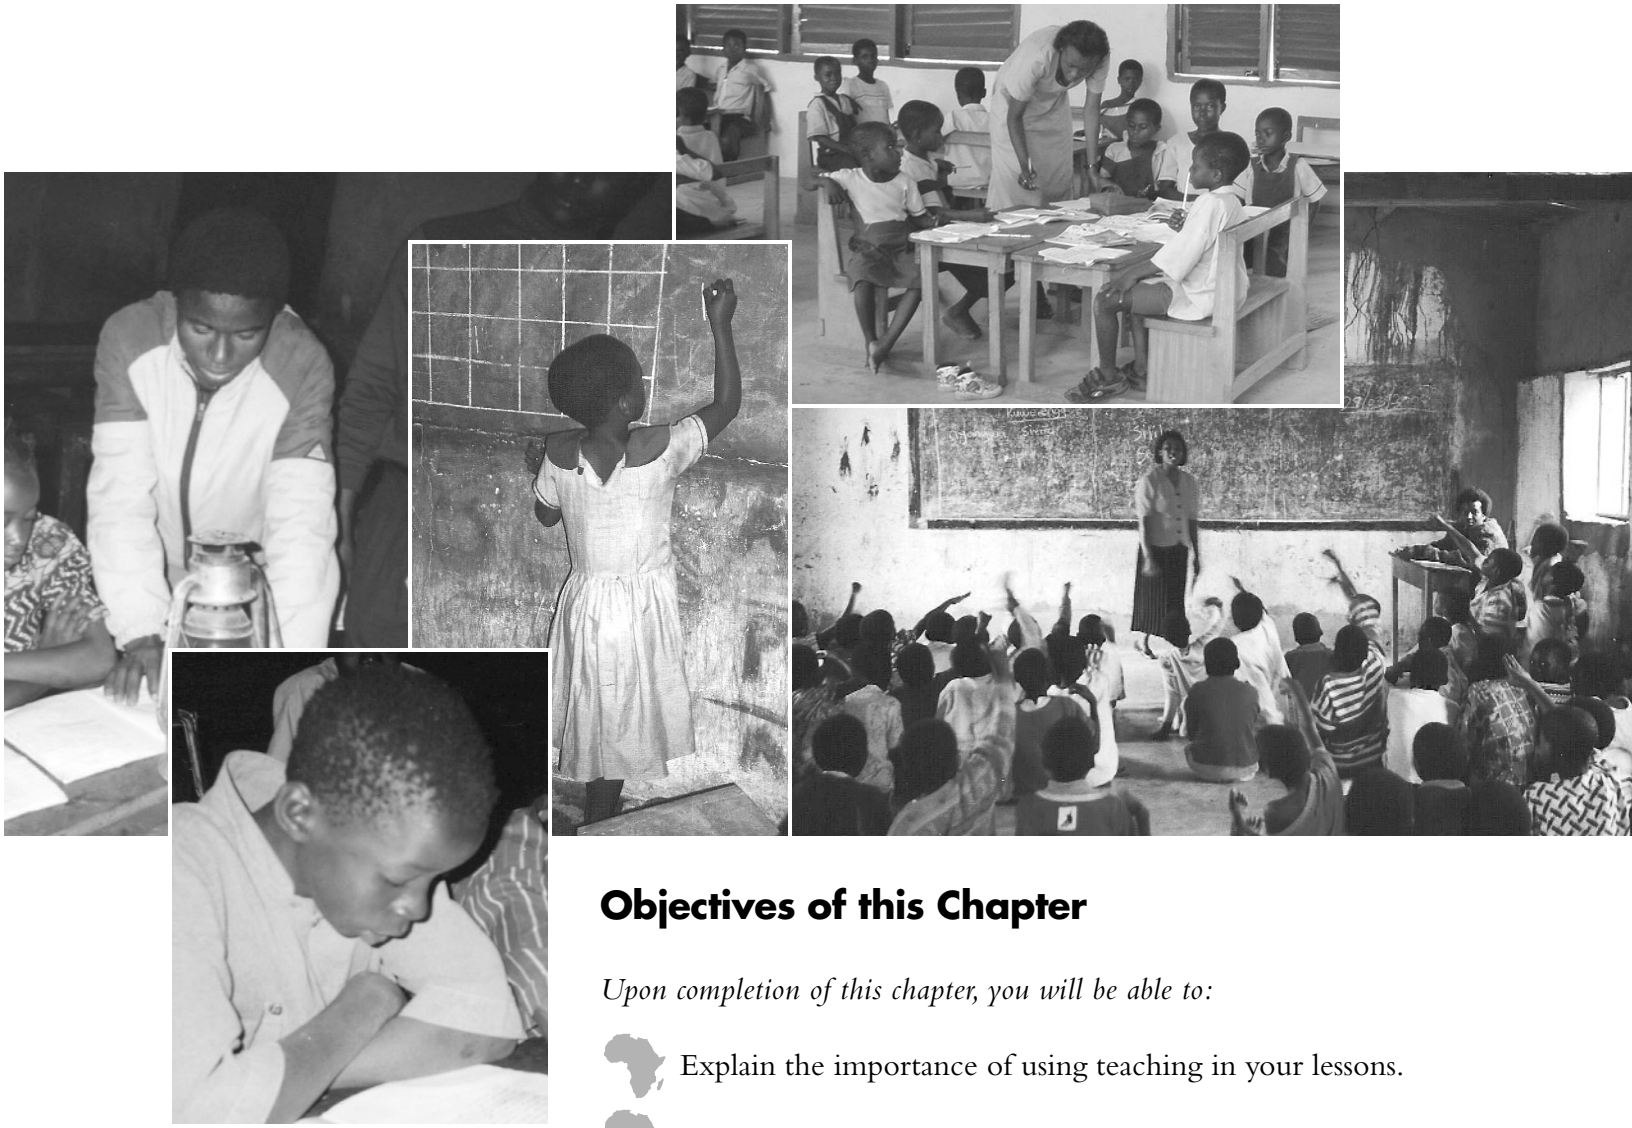 Objectives of this Chapter
Upon completion of this chapter, you will be able to:
Explain the importance of using teaching in your lessons.